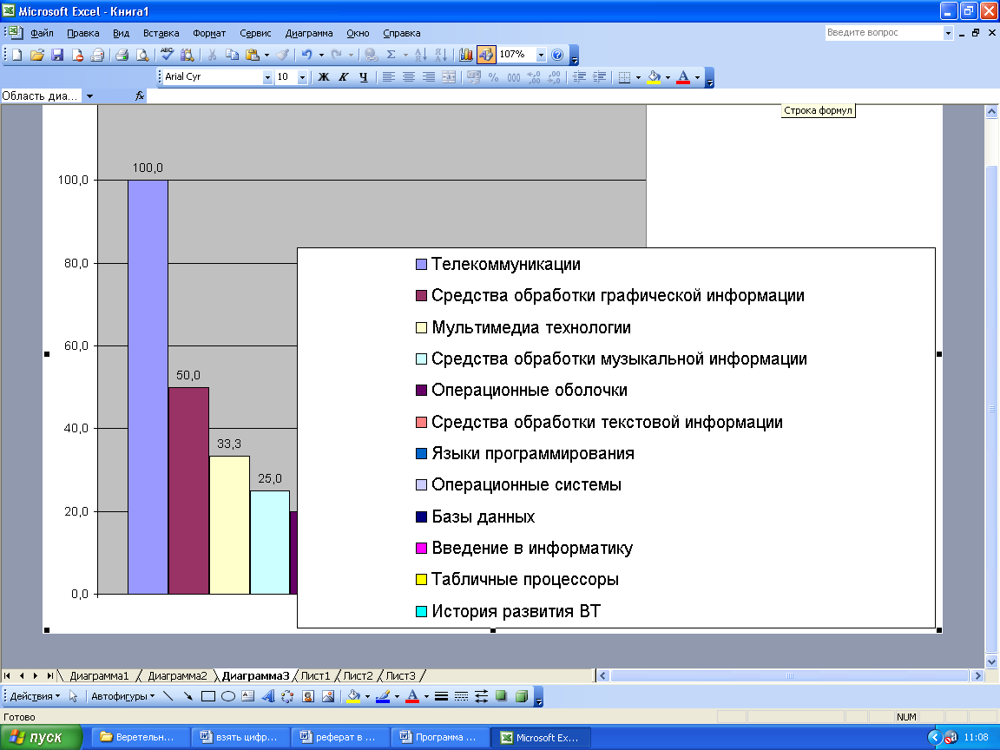 Microsoft Excel - Книга1
Файл Правка Вид Вставка Формат Сервис Диаграмма Окно Справка
Введите вопрос
107%
Arial Cyr 10 Ж К Ч % 000
Область диа... fx
Строка формул
100,0
100,0
80,0
60,0
50,0
40,0
33,3
25,0
20,0
0,0
Телекоммуникации
Средства обработки графической информации
Мультимедиа технологии
Средства обработки музыкальной информации
Операционные оболочки
Средства обработки текстовой информации
Языки программирования
Операционные системы
Базы данных
Введение в информатику
Табличные процессоры
История развития ВТ
Диаграмма1 Диаграмма2 Диаграмма3 Лист1 Лист2 Лист3
Действия Автофигуры
Готово NUM
пуск Веретельн... взять цифр... реферат в ... Программа ... Microsoft Ex... 11:08